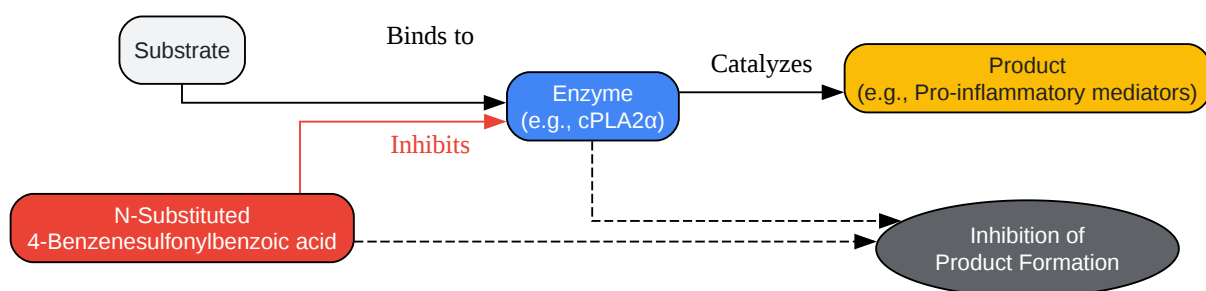 Substrate
Binds to
Enzyme
(e.g., cPLA2α)
Catalyzes
Product
(e.g., Pro-inflammatory mediators)
Inhibits
N-Substituted
4-Benzenesulfonylbenzoic acid
Inhibition of
Product Formation